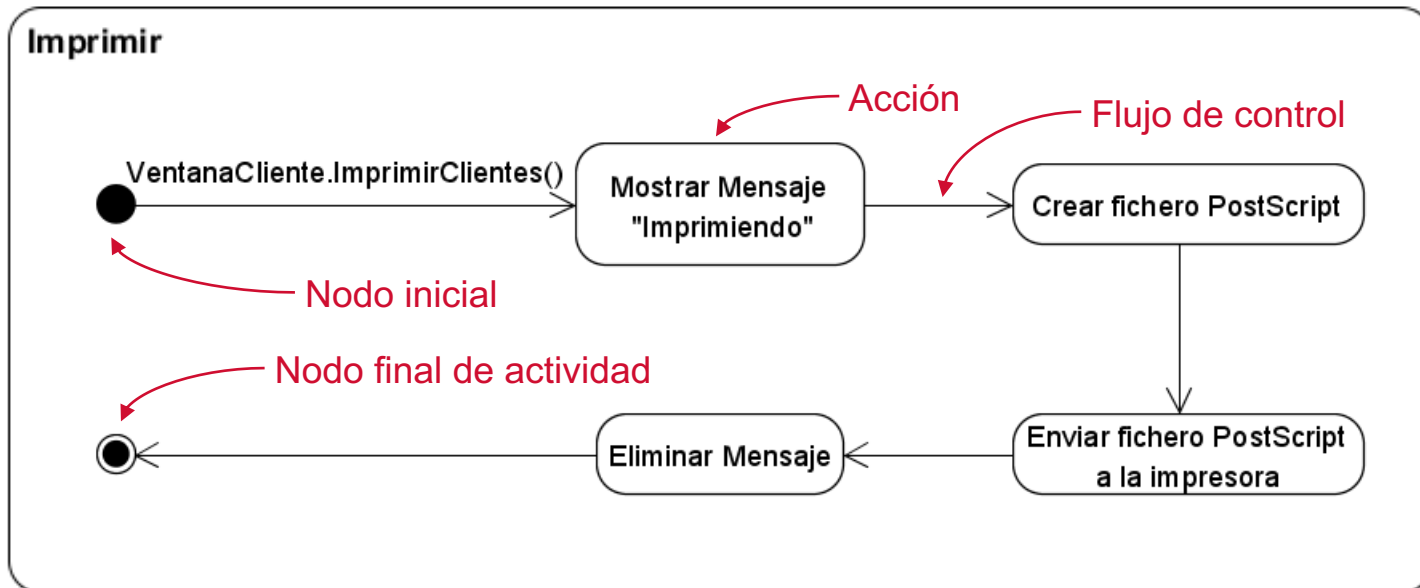 Imprimir
Acción
Flujo de control
VentanaCliente.ImprimirClientes()
Mostrar Mensaje
"Imprimiendo"
Crear fichero PostScript
Nodo inicial
Nodo final de actividad
Eliminar Mensaje
Enviar fichero PostScript
a la impresora